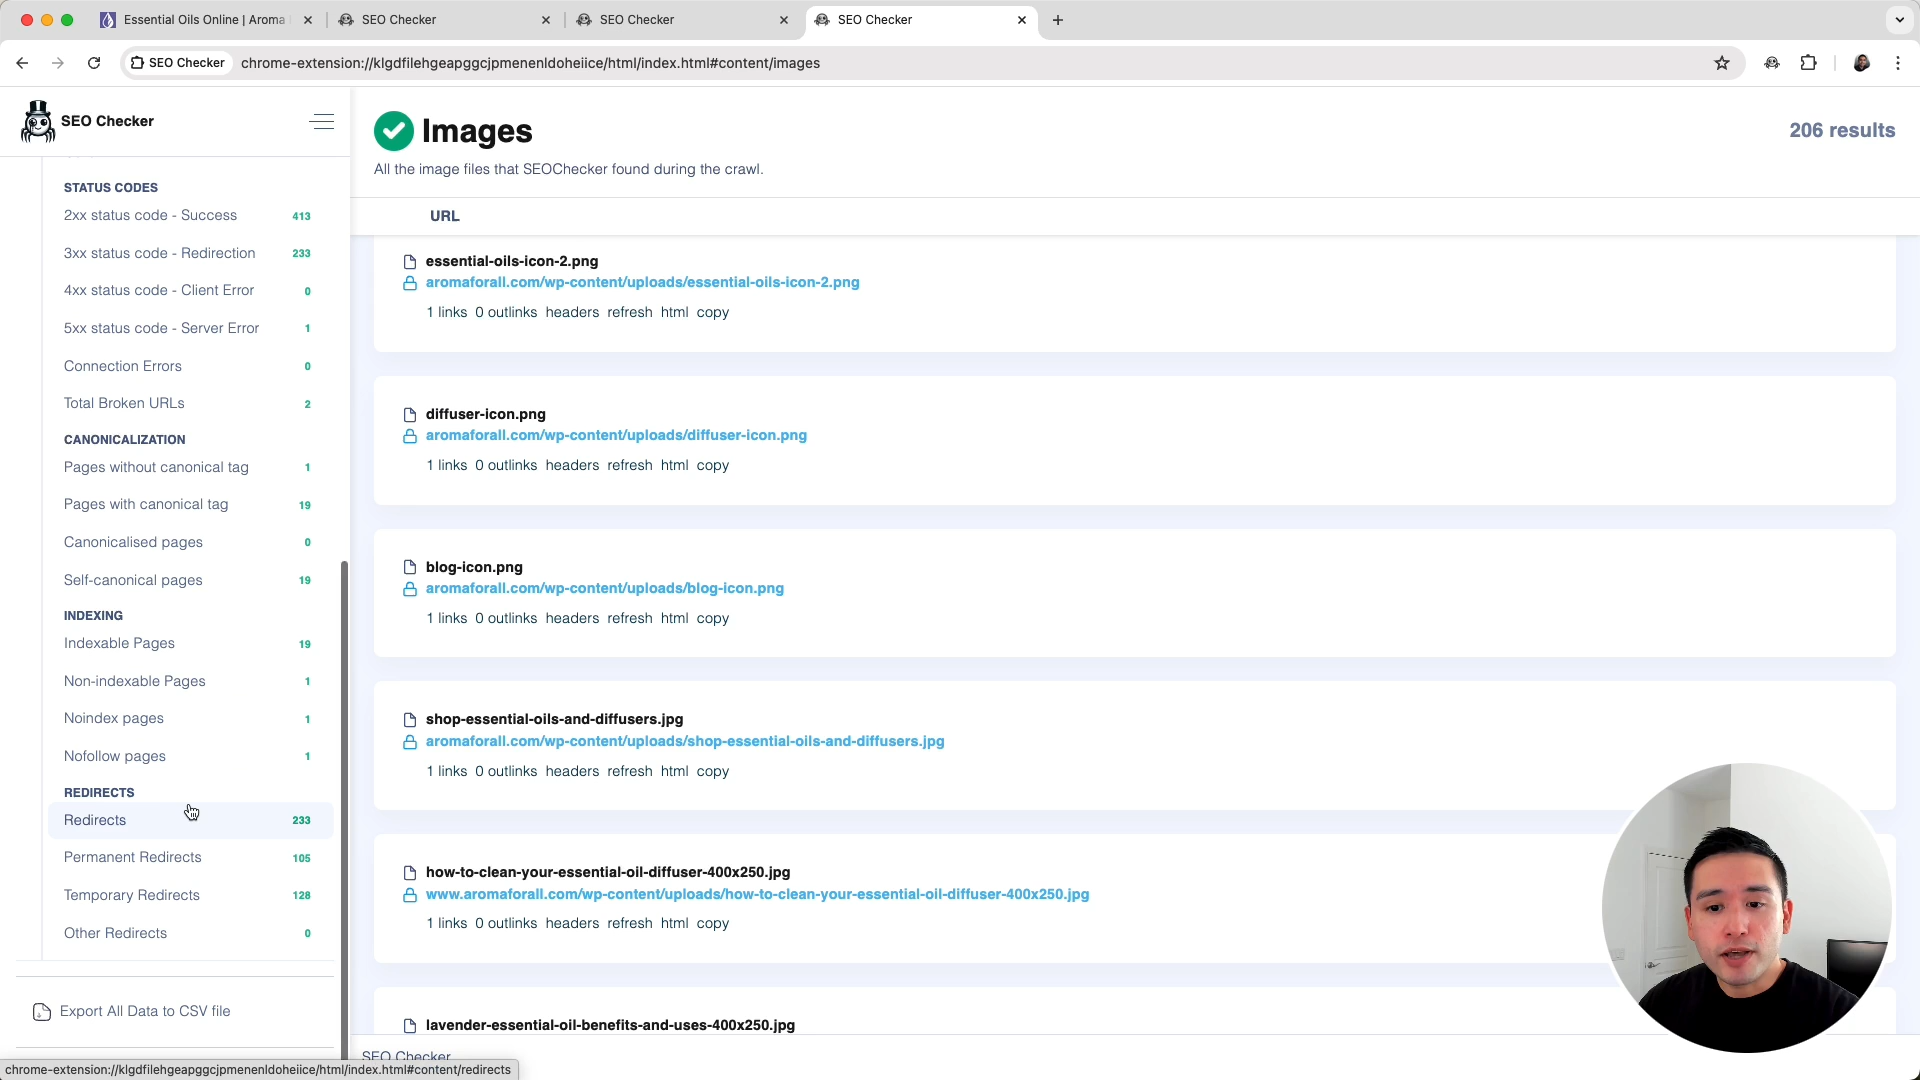 Essential Oils Online | Aroma
SEO Checker
SEO Checker
SEO Checker
SEO Checker
chrome-extension://klgdfilehgeapggcjpmenenldoheiice/html/index.html#content/images
SEO Checker
STATUS CODES
2xx status code - Success 413
3xx status code - Redirection 233
4xx status code - Client Error 0
5xx status code - Server Error 1
Connection Errors 0
Total Broken URLs 2
CANONICALIZATION
Pages without canonical tag 1
Pages with canonical tag 19
Canonicalised pages 0
Self-canonical pages 19
INDEXING
Indexable Pages 19
Non-indexable Pages 1
Noindex pages 1
Nofollow pages 1
REDIRECTS
Redirects 233
Permanent Redirects 105
Temporary Redirects 128
Other Redirects 0
Export All Data to CSV file
Images
206 results
All the image files that SEOChecker found during the crawl.
URL
essential-oils-icon-2.png
aromaforall.com/wp-content/uploads/essential-oils-icon-2.png
1 links 0 outlinks headers refresh html copy
diffuser-icon.png
aromaforall.com/wp-content/uploads/diffuser-icon.png
1 links 0 outlinks headers refresh html copy
blog-icon.png
aromaforall.com/wp-content/uploads/blog-icon.png
1 links 0 outlinks headers refresh html copy
shop-essential-oils-and-diffusers.jpg
aromaforall.com/wp-content/uploads/shop-essential-oils-and-diffusers.jpg
1 links 0 outlinks headers refresh html copy
how-to-clean-your-essential-oil-diffuser-400x250.jpg
www.aromaforall.com/wp-content/uploads/how-to-clean-your-essential-oil-diffuser-400x250.jpg
1 links 0 outlinks headers refresh html copy
lavender-essential-oil-benefits-and-uses-400x250.jpg
SEO Checker
chrome-extension://klgdfilehgeapggcjpmenenldoheiice/html/index.html#content/redirects